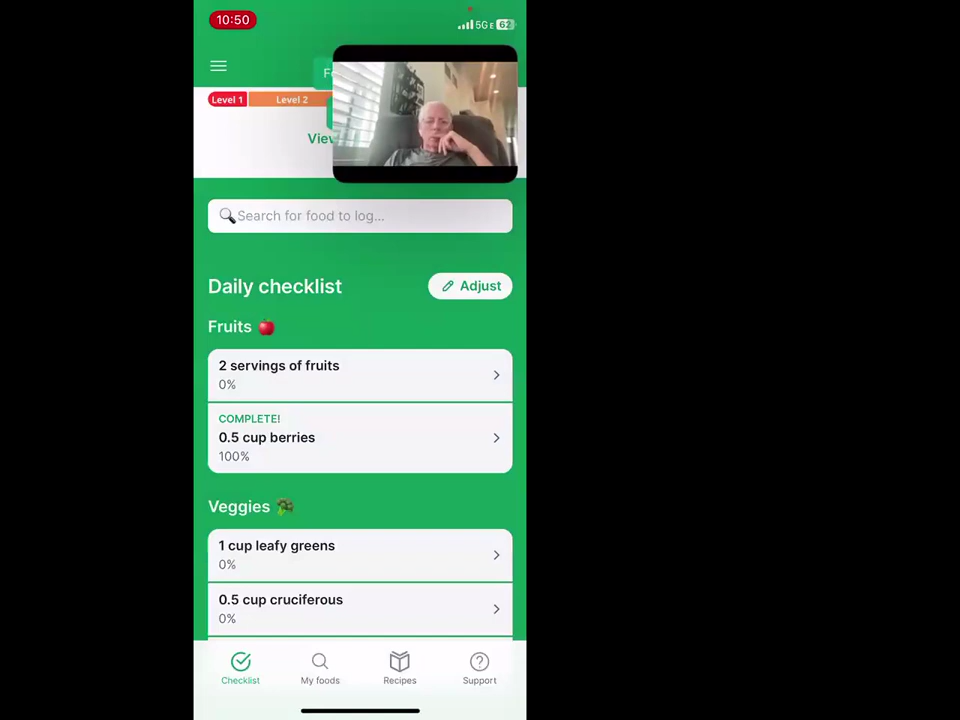 10:50
5G E 62
Level 1 Level 2
Search for food to log...
Daily checklist
Adjust
Fruits
2 servings of fruits
0%
COMPLETE!
0.5 cup berries
100%
Veggies
1 cup leafy greens
0%
0.5 cup cruciferous
0%
Checklist My foods Recipes Support